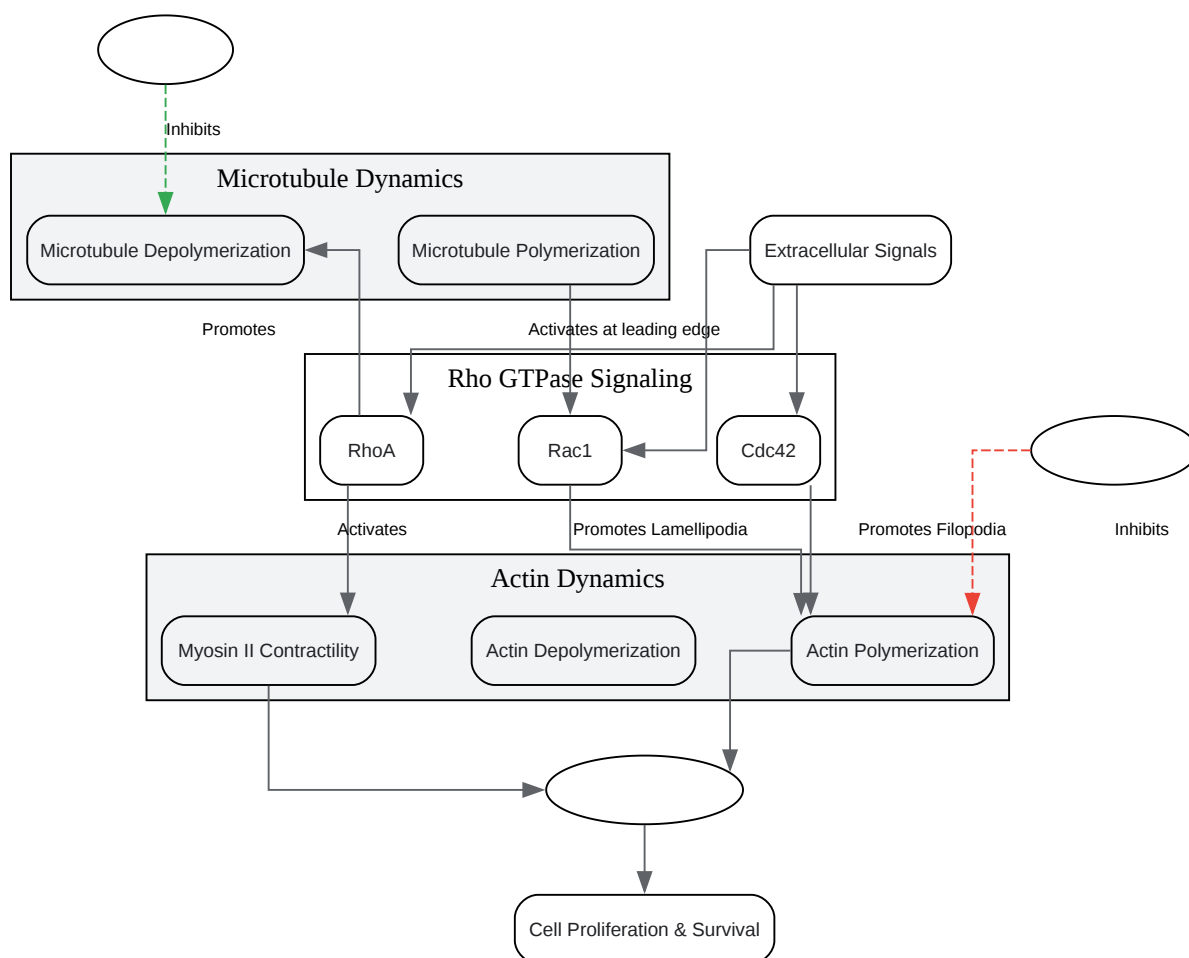 Inhibits
Microtubule Dynamics
Microtubule Depolymerization
Microtubule Polymerization
Extracellular Signals
Promotes
Activates at leading edge
Rho GTPase Signaling
RhoA
Rac1
Cdc42
Activates
Promotes Lamellipodia
Promotes Filopodia
Inhibits
Actin Dynamics
Myosin II Contractility
Actin Depolymerization
Actin Polymerization
Cell Proliferation & Survival